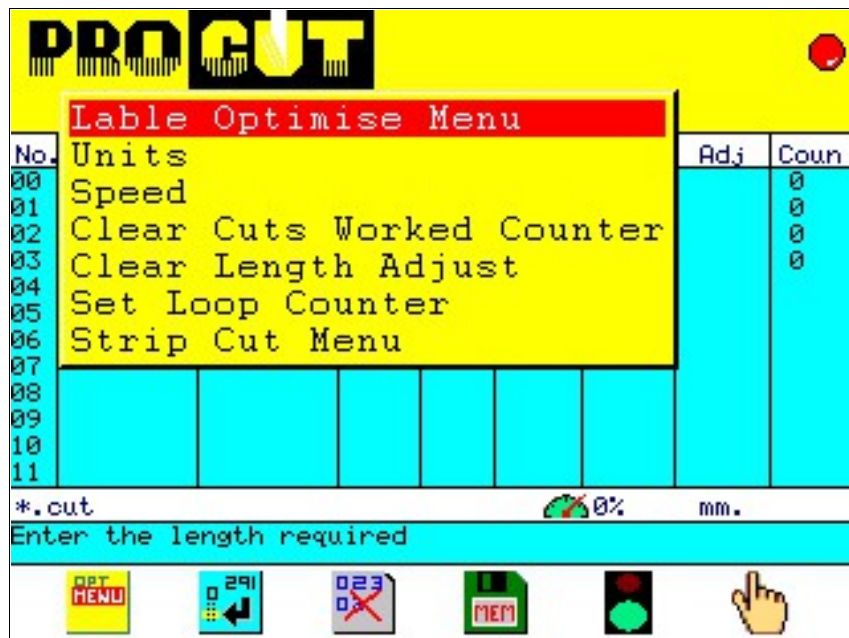 PRO CUT
Lable Optimise Menu
No. Units Adj Coun
00 Speed 0
01 0
02 Clear Cuts Worked Counter 0
03 Clear Length Adjust 0
04
05 Set Loop Counter
06 Strip Cut Menu
07
08
09
10
11
*.cut 0% mm.
Enter the length required
OPT MENU
291
023
MEM